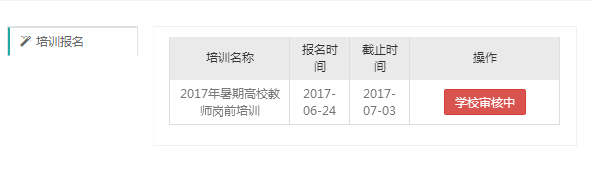 培训报名
培训名称
报名时
间
截止时
间
操作
2017年暑期高校教
师岗前培训
2017-
06-24
2017-
07-03
学校审核中